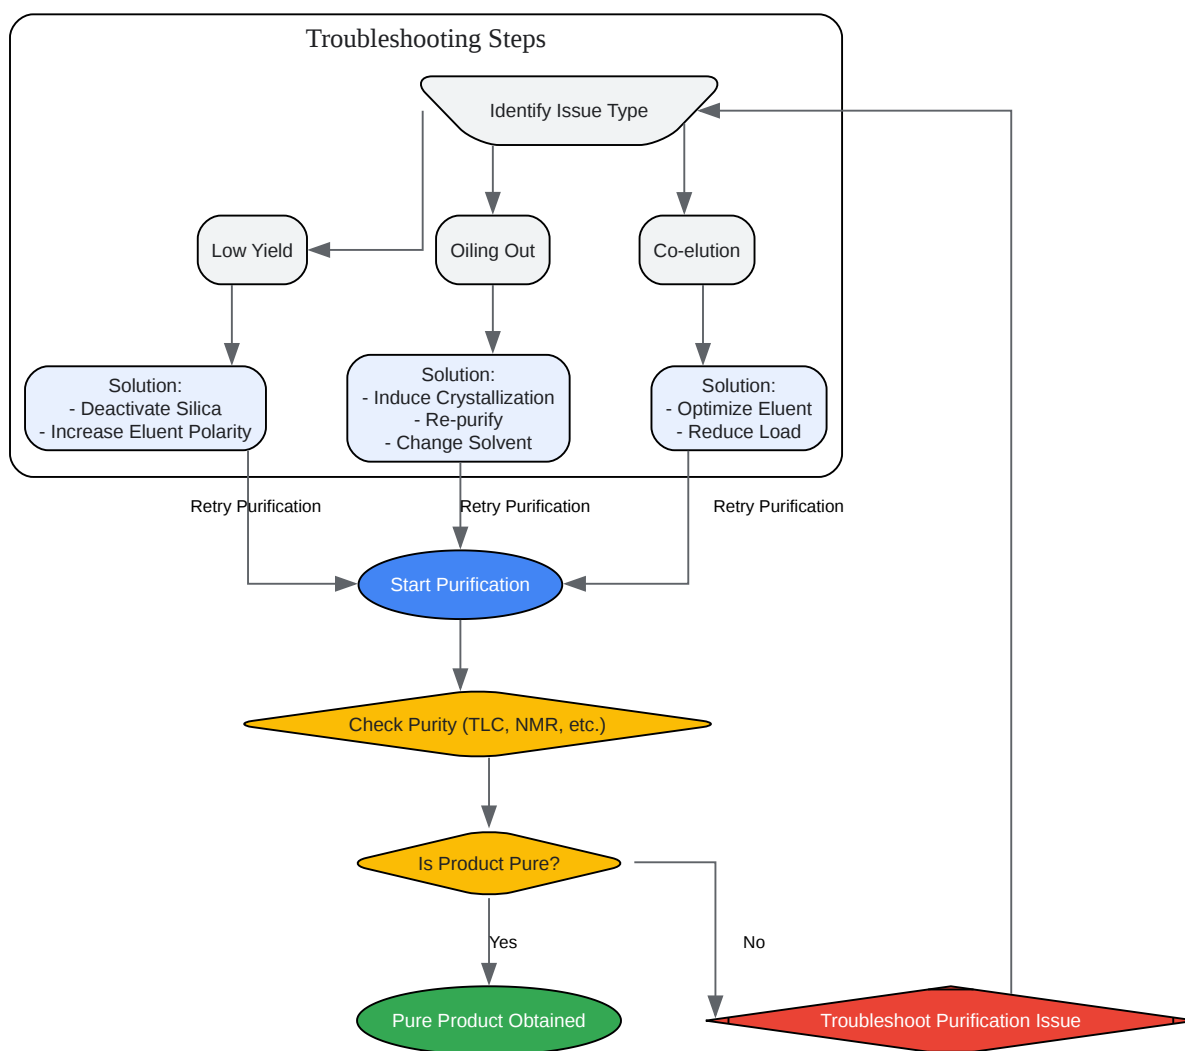 Troubleshooting Steps
Identify Issue Type
Low Yield
Oiling Out
Co-elution
Solution:
- Deactivate Silica
- Increase Eluent Polarity
Solution:
- Induce Crystallization
- Re-purify
- Change Solvent
Solution:
- Optimize Eluent
- Reduce Load
Retry Purification
Retry Purification
Retry Purification
Start Purification
Check Purity (TLC, NMR, etc.)
Is Product Pure?
Yes
No
Pure Product Obtained
Troubleshoot Purification Issue